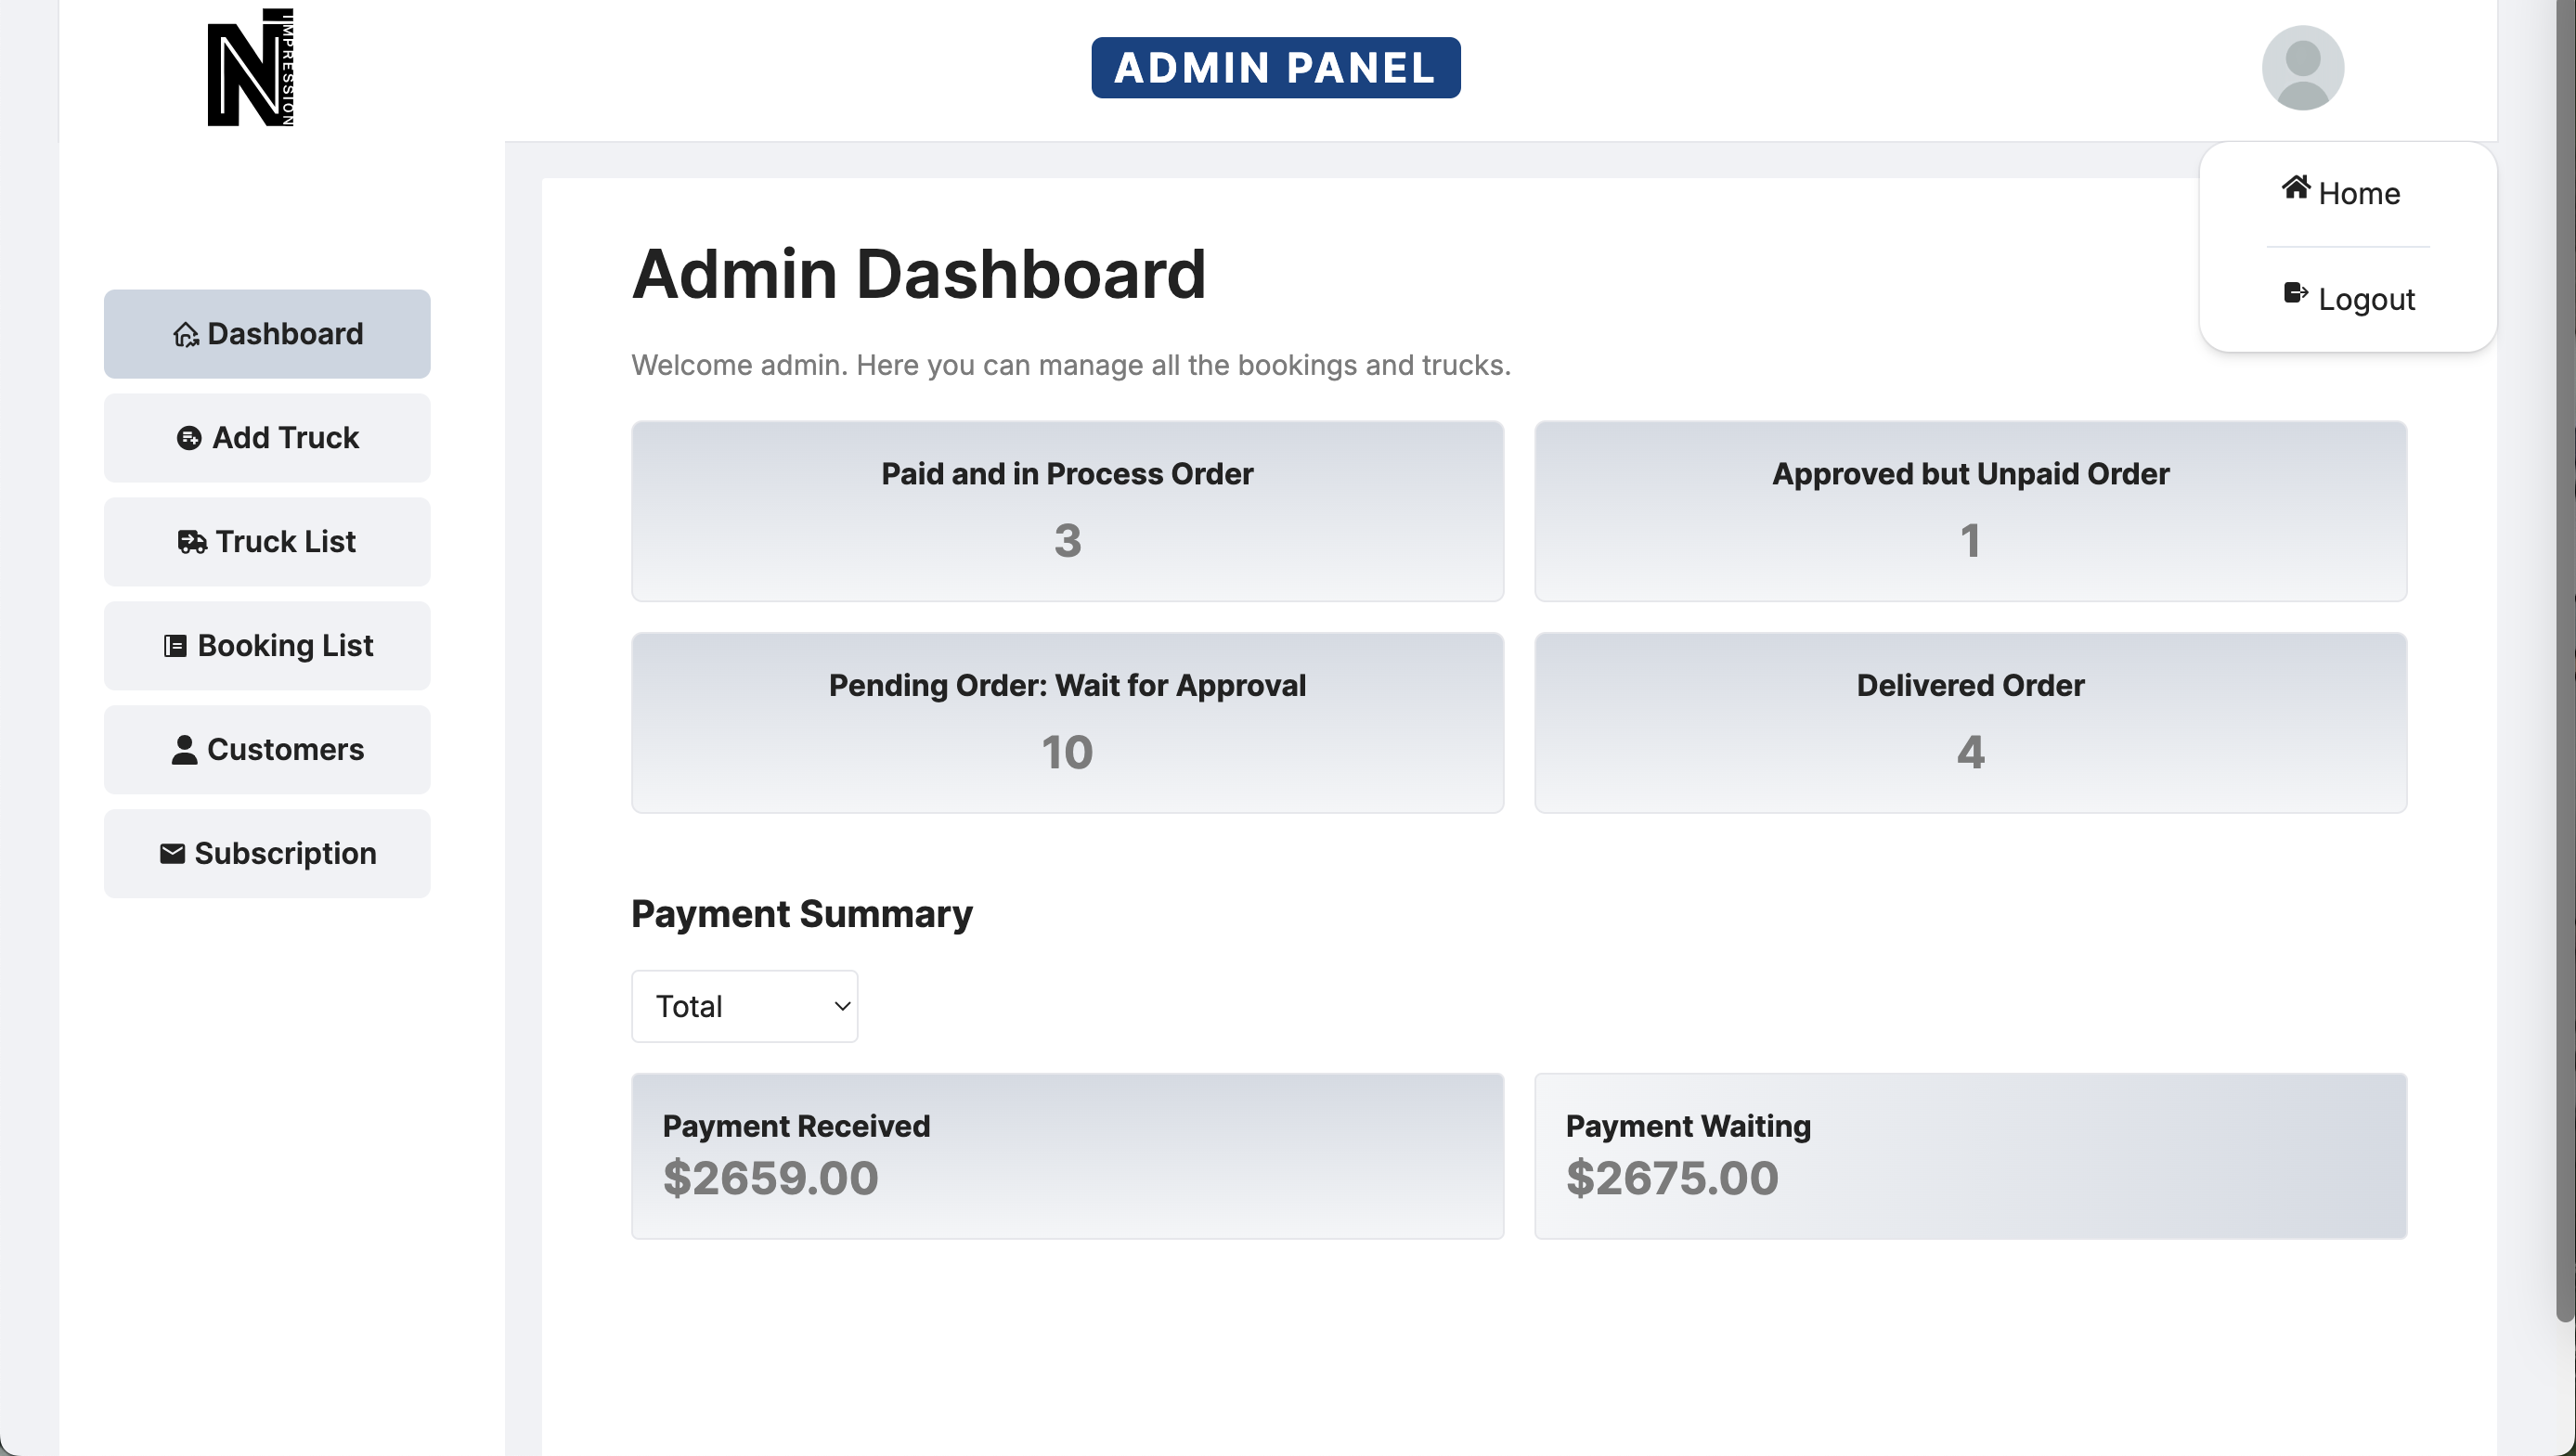 IMPRESSION
ADMIN PANEL
Home
Logout
Dashboard
Add Truck
Truck List
Booking List
Customers
Subscription
Admin Dashboard
Welcome admin. Here you can manage all the bookings and trucks.
Paid and in Process Order
3
Approved but Unpaid Order
1
Pending Order: Wait for Approval
10
Delivered Order
4
Payment Summary
Total
Payment Received
$2659.00
Payment Waiting
$2675.00